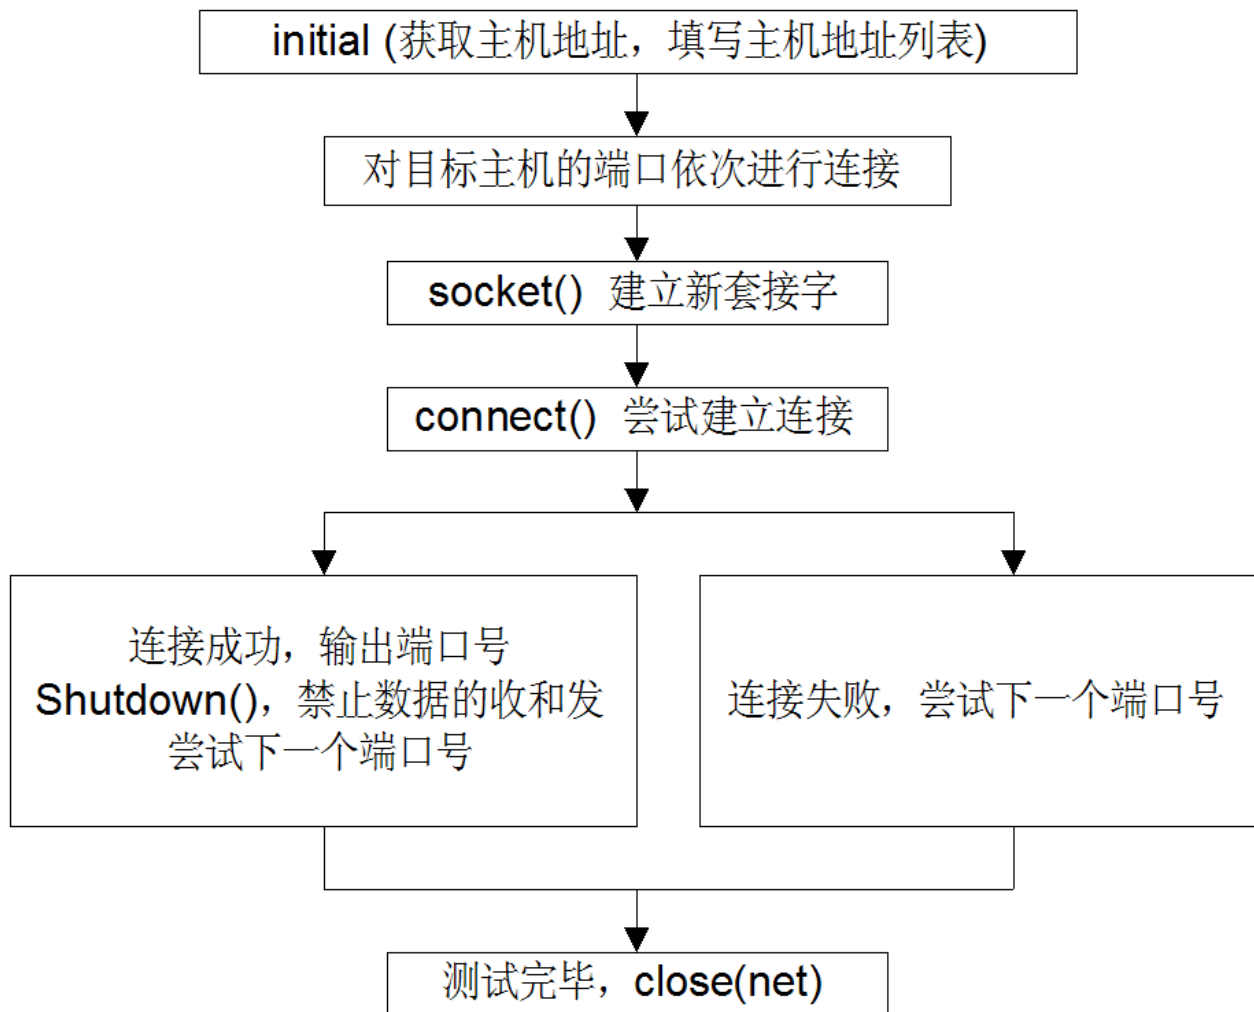 initial (获取主机地址，填写主机地址列表)
对目标主机的端口依次进行连接
socket() 建立新套接字
connect() 尝试建立连接
连接成功，输出端口号
Shutdown()，禁止数据的收和发
尝试下一个端口号
连接失败，尝试下一个端口号
测试完毕，close(net)